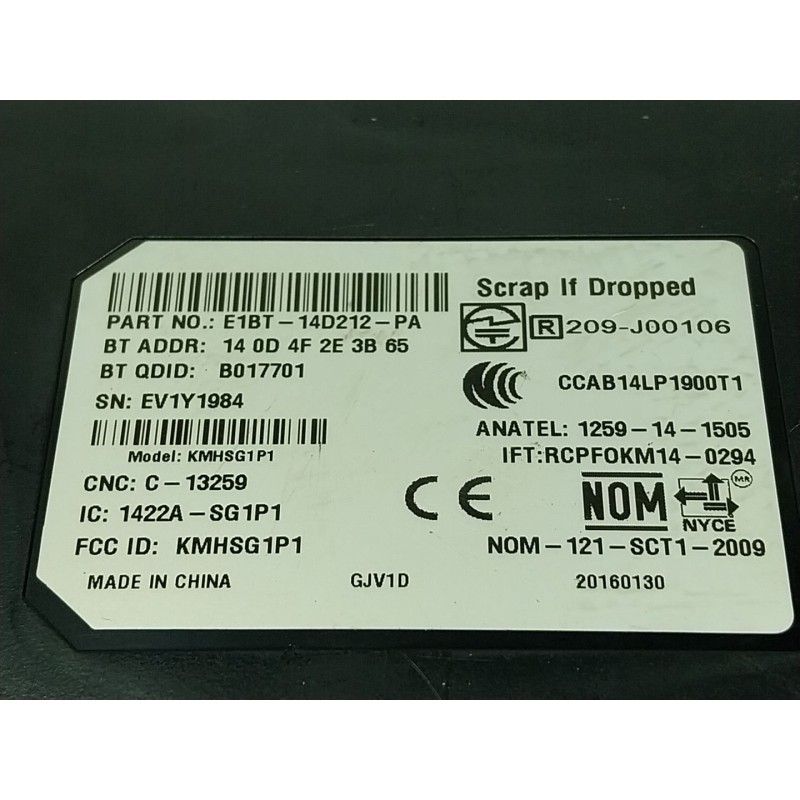 Scrap If Dropped
PART NO.: E1BT-14D212-PA
R 209-J00106
BT ADDR: 14 0D 4F 2E 3B 65
BT QDID: B017701
CCAB14LP1900T1
SN: EV1Y1984
ANATEL: 1259-14-1505
Model: KMHSG1P1
IFT:RCPFOKM14-0294
CNC: C-13259
CE
NOM
MR
NYCE
IC: 1422A-SG1P1
FCC ID: KMHSG1P1
NOM-121-SCT1-2009
MADE IN CHINA GJV1D 20160130